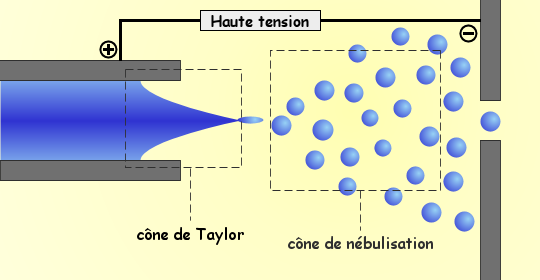 Haute tension
+
−
cône de Taylor
cône de nébulisation